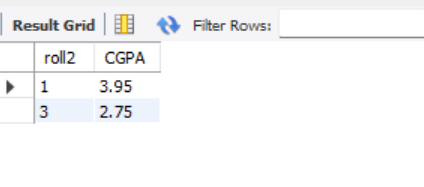 Result Grid Filter Rows:
roll2 CGPA
1 3.95
3 2.75